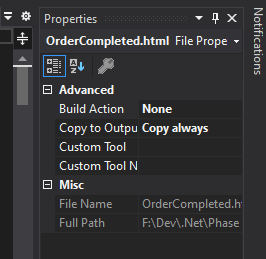 Properties
OrderCompleted.html File Prope
Advanced
Build Action None
Copy to Outpu Copy always
Custom Tool
Custom Tool N
Misc
File Name OrderCompleted.h
Full Path F:\Dev\.Net\Phase
Notifications